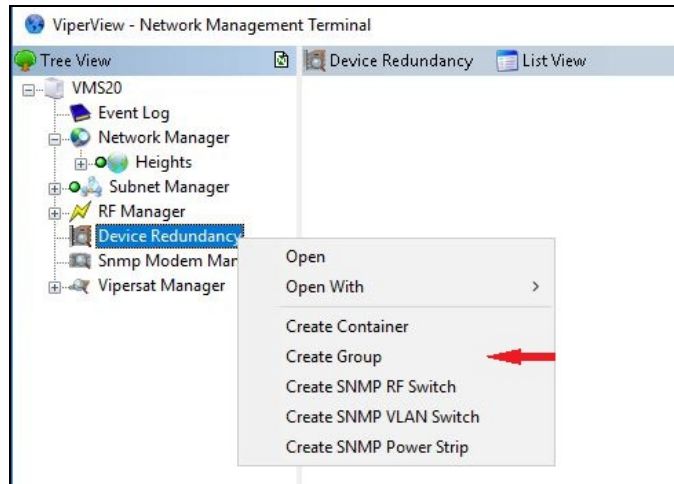 ViperView - Network Management Terminal
Tree View
Device Redundancy
List View
VMS20
Event Log
Network Manager
Heights
Subnet Manager
RF Manager
Device Redundancy
Snmp Modem Man
Vipersat Manager
Open
Open With
Create Container
Create Group
Create SNMP RF Switch
Create SNMP VLAN Switch
Create SNMP Power Strip